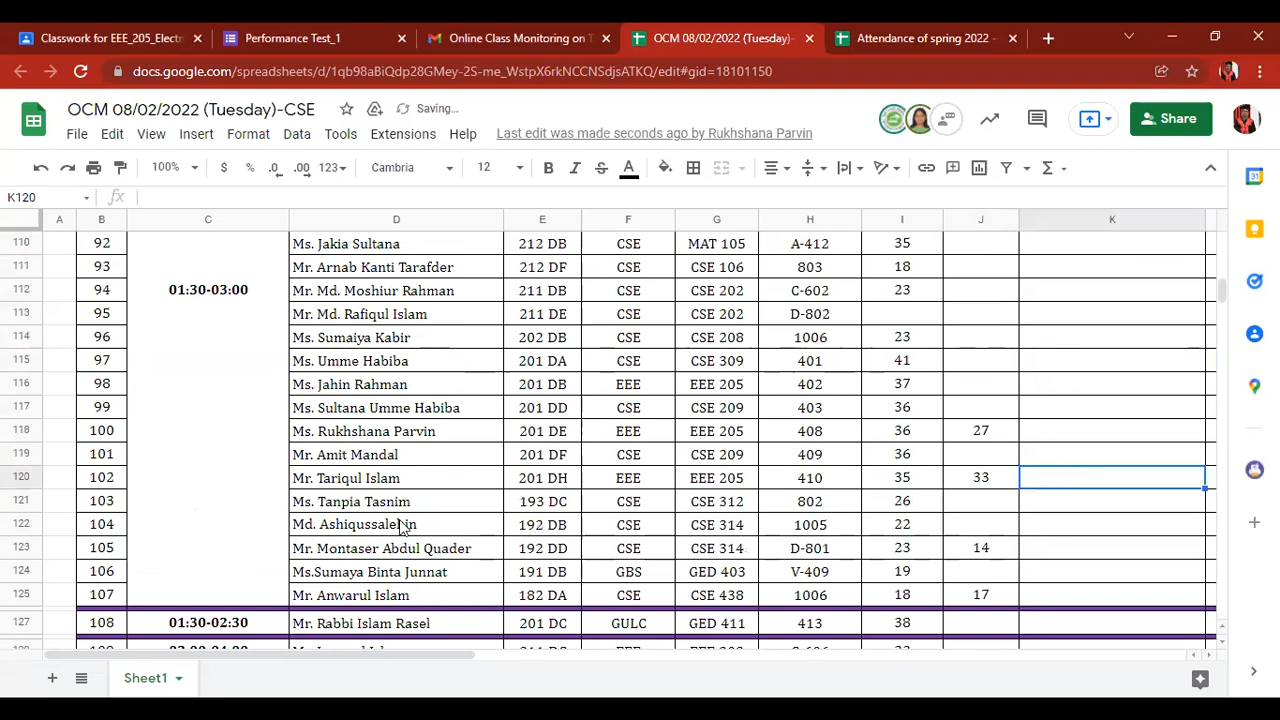 Classwork for EEE_205_Electri
Performance Test_1
Online Class Monitoring on T
OCM 08/02/2022 (Tuesday)-
Attendance of spring 2022 -
docs.google.com/spreadsheets/d/1qb98aBiQdp28GMey-2S-me_WstpX6rkNCCNSdjsATKQ/edit#gid=18101150
OCM 08/02/2022 (Tuesday)-CSE Saving...
File Edit View Insert Format Data Tools Extensions Help Last edit was made seconds ago by Rukhshana Parvin
Share
100% $ % .0 .00 123 Cambria 12 B I S A
K120 fx
A B C D E F G H I J K
110 92 Ms. Jakia Sultana 212 DB CSE MAT 105 A-412 35
111 93 Mr. Arnab Kanti Tarafder 212 DF CSE CSE 106 803 18
112 94 01:30-03:00 Mr. Md. Moshiur Rahman 211 DB CSE CSE 202 C-602 23
113 95 Mr. Md. Rafiqul Islam 211 DE CSE CSE 202 D-802
114 96 Ms. Sumaiya Kabir 202 DB CSE CSE 208 1006 23
115 97 Ms. Umme Habiba 201 DA CSE CSE 309 401 41
116 98 Ms. Jahin Rahman 201 DB EEE EEE 205 402 37
117 99 Ms. Sultana Umme Habiba 201 DD CSE CSE 209 403 36
118 100 Ms. Rukhshana Parvin 201 DE EEE EEE 205 408 36 27
119 101 Mr. Amit Mandal 201 DF CSE CSE 209 409 36
120 102 Mr. Tariqul Islam 201 DH EEE EEE 205 410 35 33
121 103 Ms. Tanpia Tasnim 193 DC CSE CSE 312 802 26
122 104 Md. 192 DB CSE CSE 314 1005 22
123 105 Mr. Montaser Abdul Quader 192 DD CSE CSE 314 D-801 23 14
124 106 Ms.Sumaya Binta Junnat 191 DB GBS GED 403 V-409 19
125 107 Mr. Anwarul Islam 182 DA CSE CSE 438 1006 18 17
127 108 01:30-02:30 Mr. Rabbi Islam Rasel 201 DC GULC GED 411 413 38
Sheet1